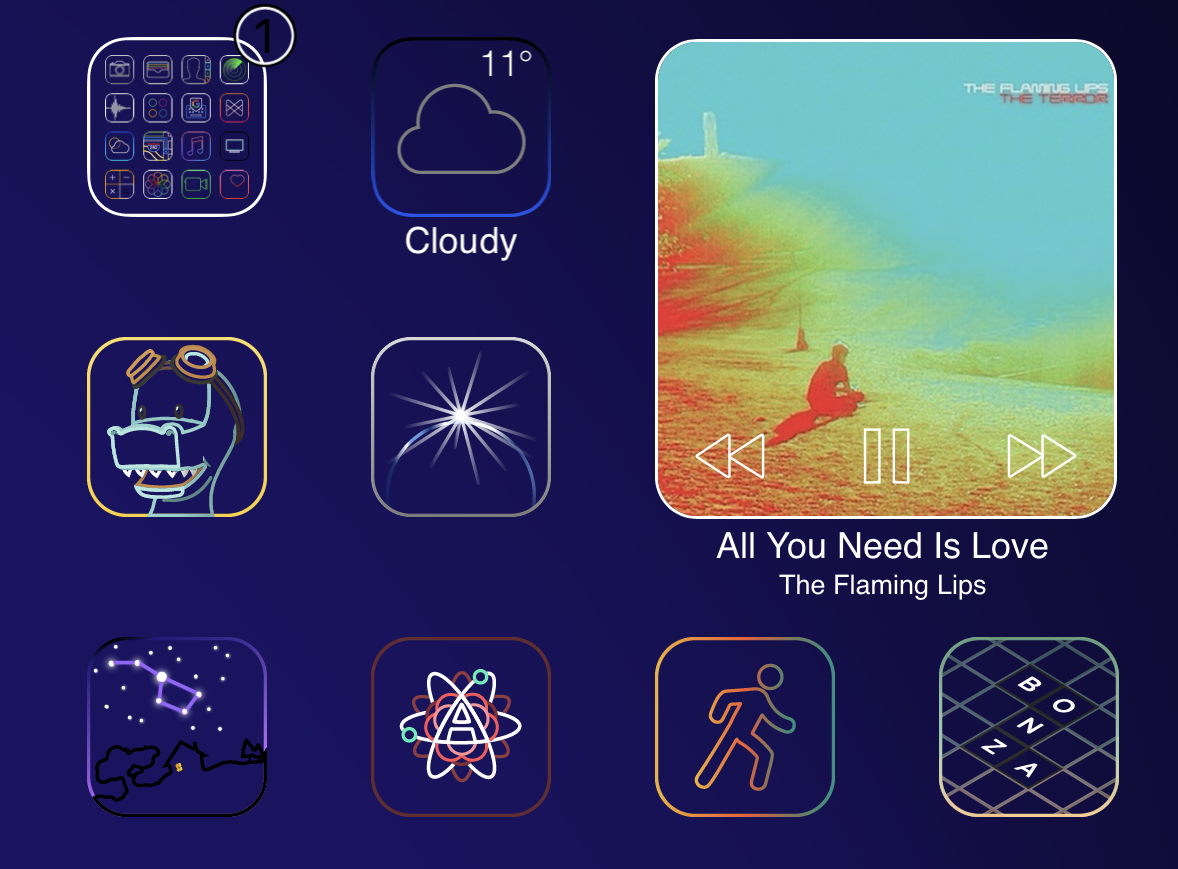 1
11°
THE FLAMING LIPS
THE TERROR
Cloudy
All You Need Is Love
The Flaming Lips
A
B
O
N
Z
A